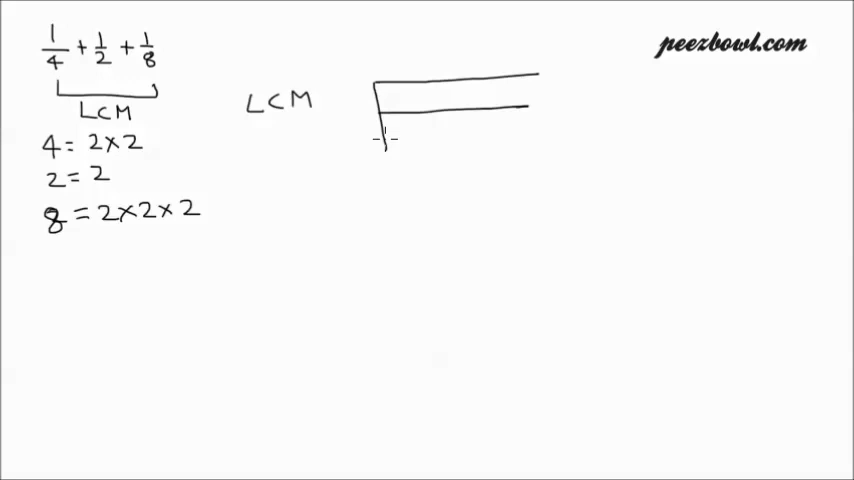 1/4 + 1/2 + 1/8
LCM
4 = 2×2
2 = 2
8 = 2×2×2
LCM
peezbowl.com